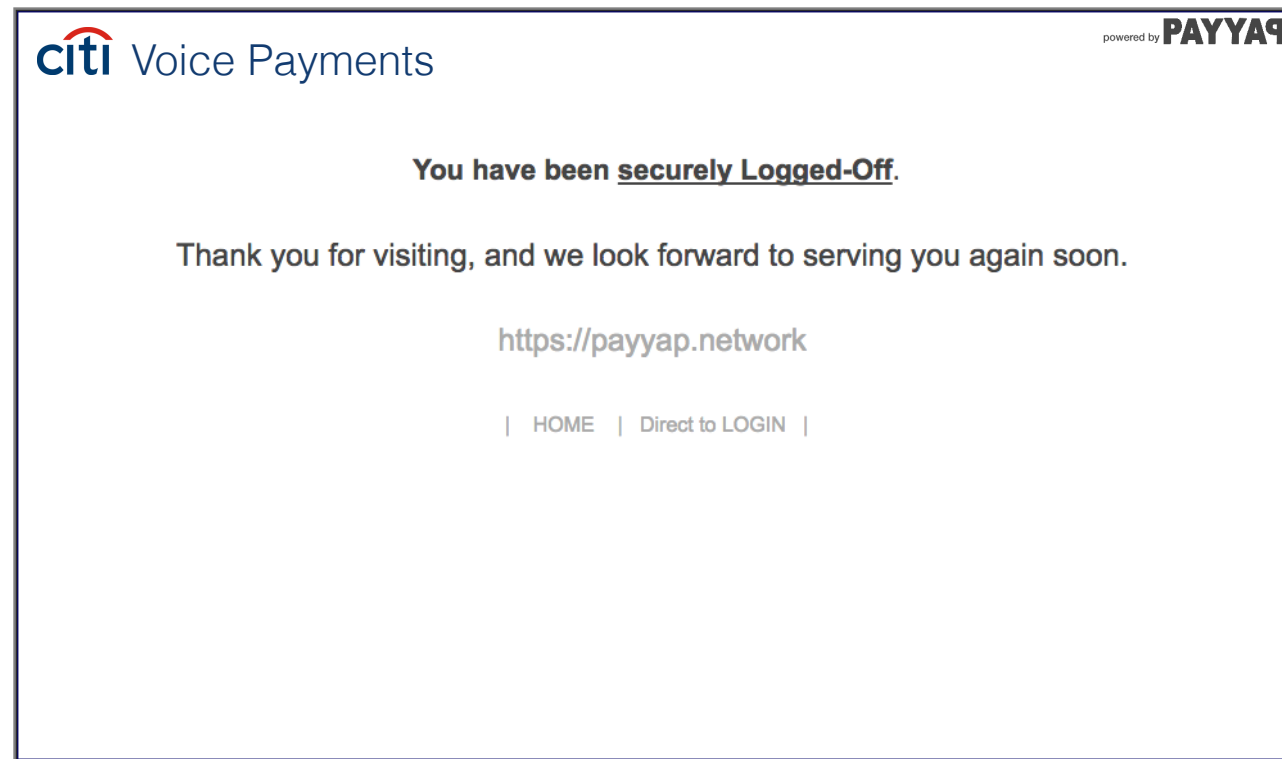 citi Voice Payments
powered by PAYYAP
You have been securely Logged-Off.
Thank you for visiting, and we look forward to serving you again soon.
https://payyap.network
| HOME | Direct to LOGIN |